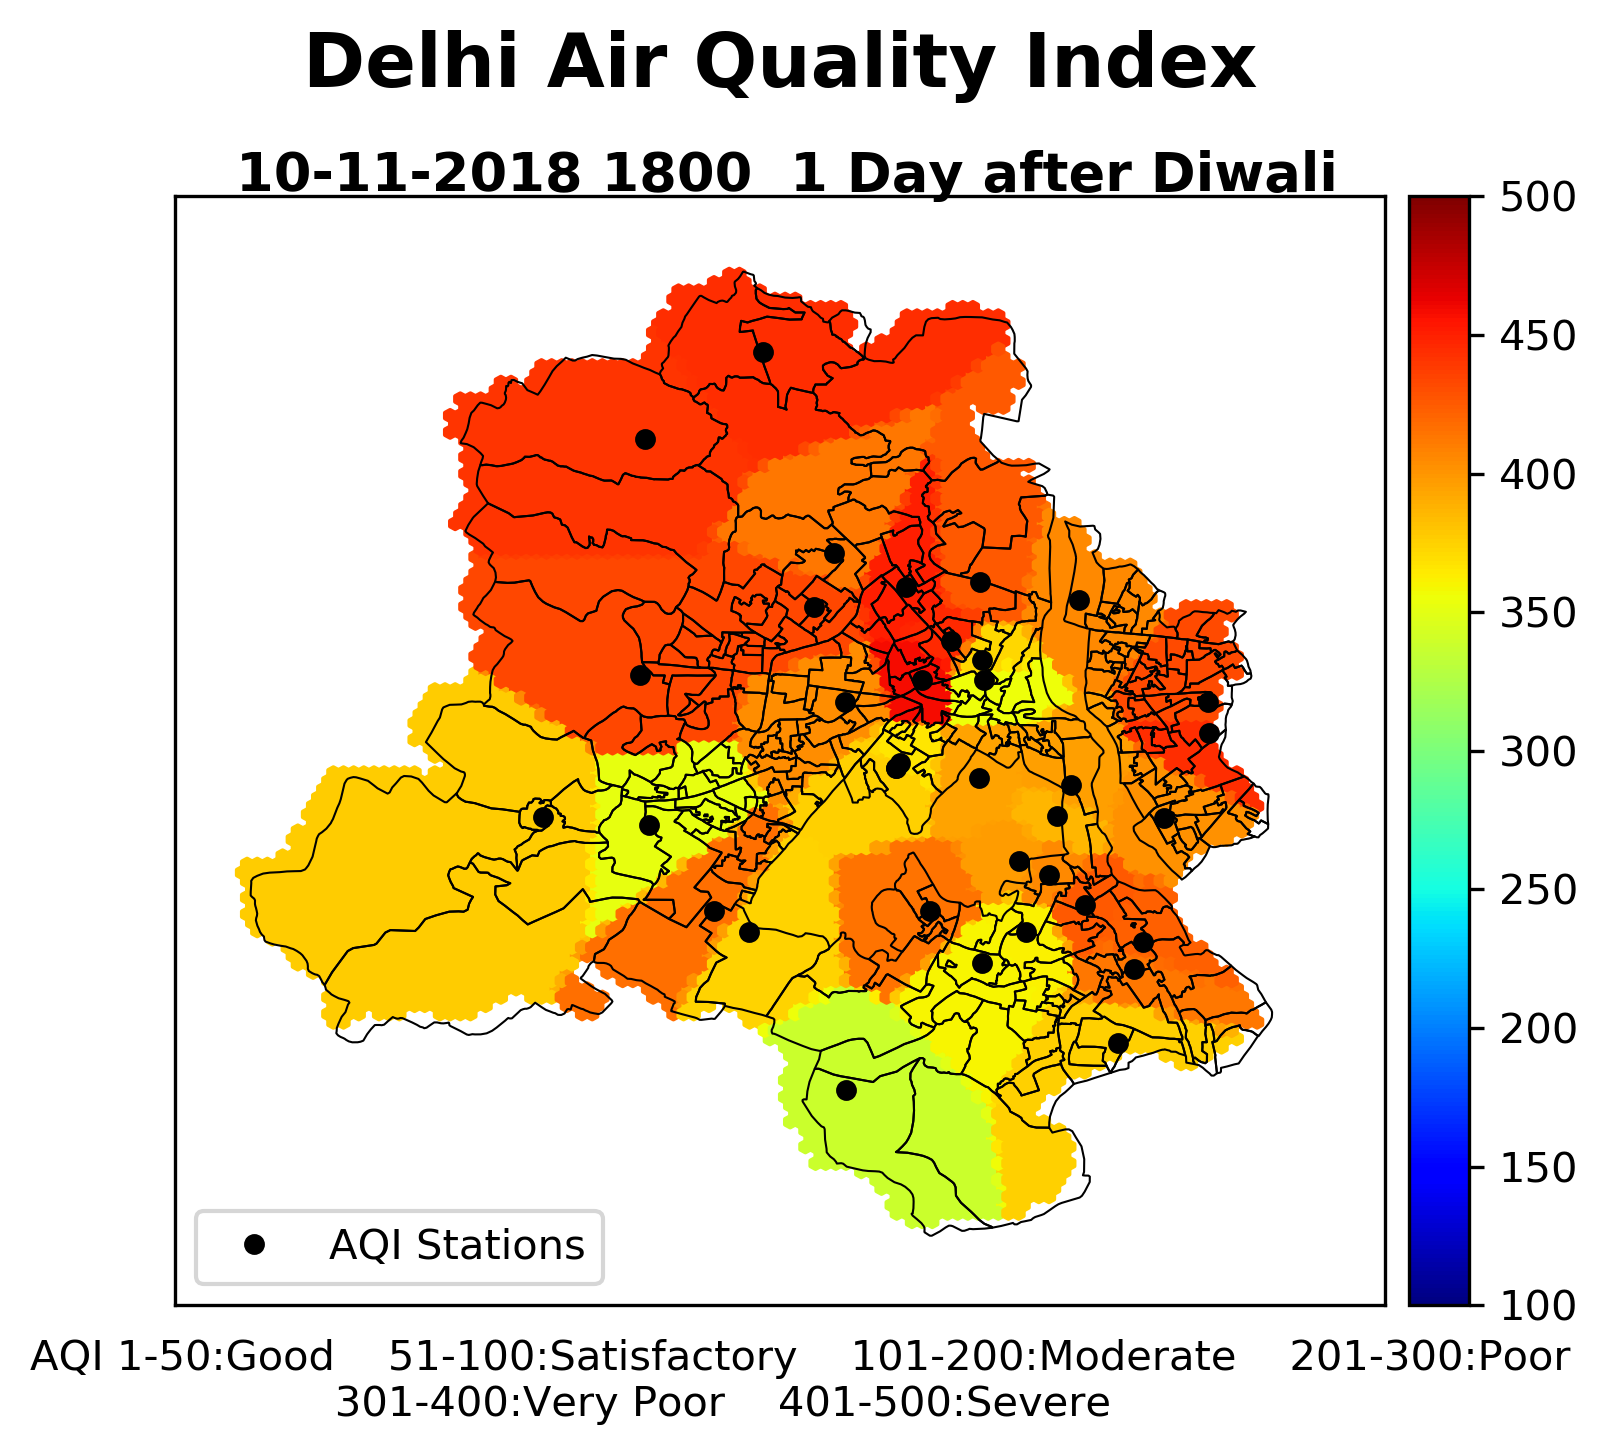 Delhi Air Quality Index
10-11-2018 1800  1 Day after Diwali
500
450
400
350
300
250
200
150
100
AQI Stations
AQI 1-50:Good    51-100:Satisfactory    101-200:Moderate    201-300:Poor
301-400:Very Poor    401-500:Severe